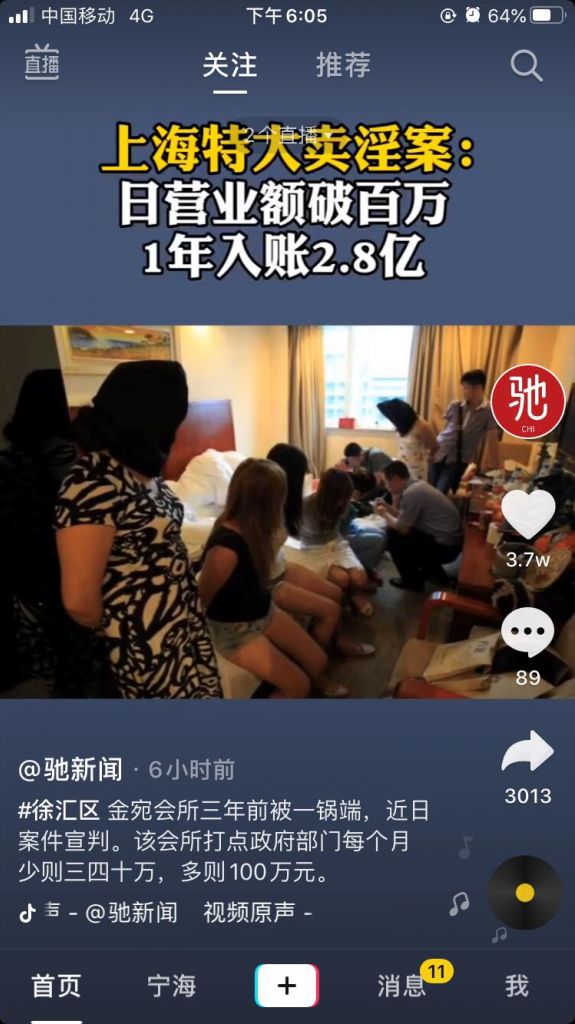 中国移动 4G 下午6:05 64%
直播 关注 推荐
2个直播
上海特大卖淫案:
日营业额破百万
1年入账2.8亿
驰
CHI
3.7w
89
3013
@驰新闻 · 6小时前
#徐汇区 金宛会所三年前被一锅端，近日
案件宣判。该会所打点政府部门每个月
少则三四十万，多则100万元。
- @驰新闻 视频原声 -
首页 宁海 消息 11 我